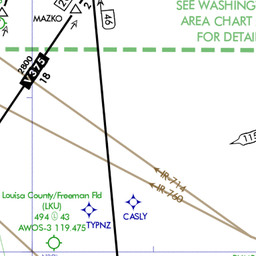 SEE WASHING
AREA CHART
FOR DETAI
MAZKO
2
46
2800
V375
18
115
IR-714
IR-760
Louisa County/Freeman Fld
(LKU)
494 43
AWOS-3 119.475
TYPNZ
CASLY